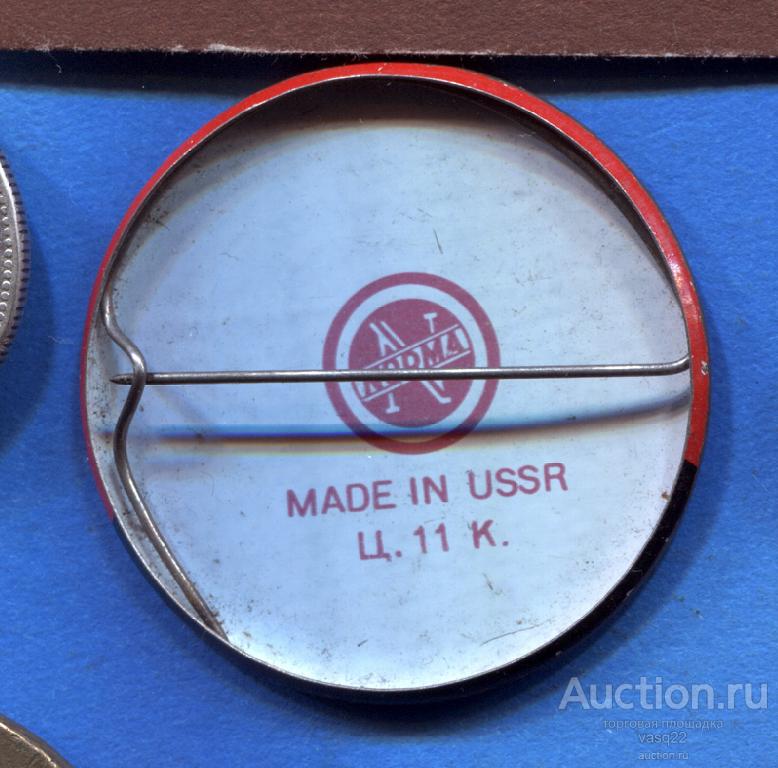 NORMA
MADE IN USSR
Ц. 11 К.
Auction.ru
торговая площадка
vasq22
auction.ru